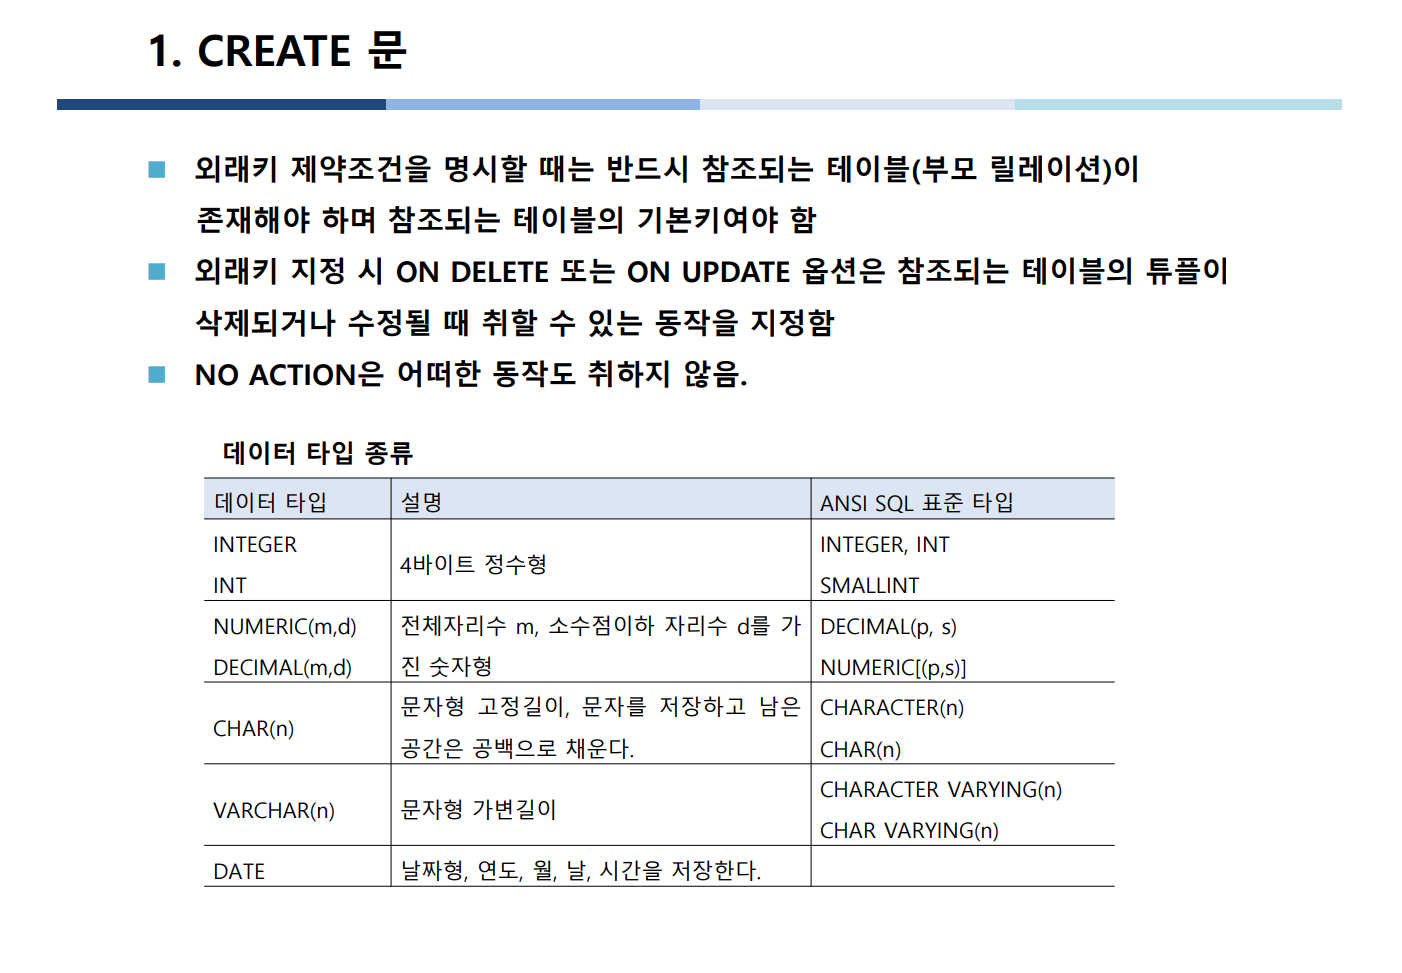 1. CREATE 문
외래키 제약조건을 명시할 때는 반드시 참조되는 테이블(부모 릴레이션)이
존재해야 하며 참조되는 테이블의 기본키여야 함
외래키 지정 시 ON DELETE 또는 ON UPDATE 옵션은 참조되는 테이블의 튜플이
삭제되거나 수정될 때 취할 수 있는 동작을 지정함
NO ACTION은 어떠한 동작도 취하지 않음.
데이터 타입 종류
데이터 타입 설명 ANSI SQL 표준 타입
INTEGER
INT
4바이트 정수형
INTEGER, INT
SMALLINT
NUMERIC(m,d)
DECIMAL(m,d)
전체자리수 m, 소수점이하 자리수 d를 가
진 숫자형
DECIMAL(p, s)
NUMERIC[(p,s)]
CHAR(n)
문자형 고정길이, 문자를 저장하고 남은
공간은 공백으로 채운다.
CHARACTER(n)
CHAR(n)
VARCHAR(n)
문자형 가변길이
CHARACTER VARYING(n)
CHAR VARYING(n)
DATE
날짜형, 연도, 월, 날, 시간을 저장한다.